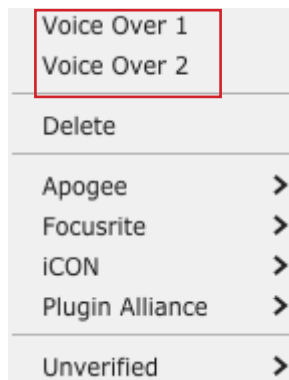 Voice Over 1
Voice Over 2
Delete
Apogee
Focusrite
iCON
Plugin Alliance
Unverified